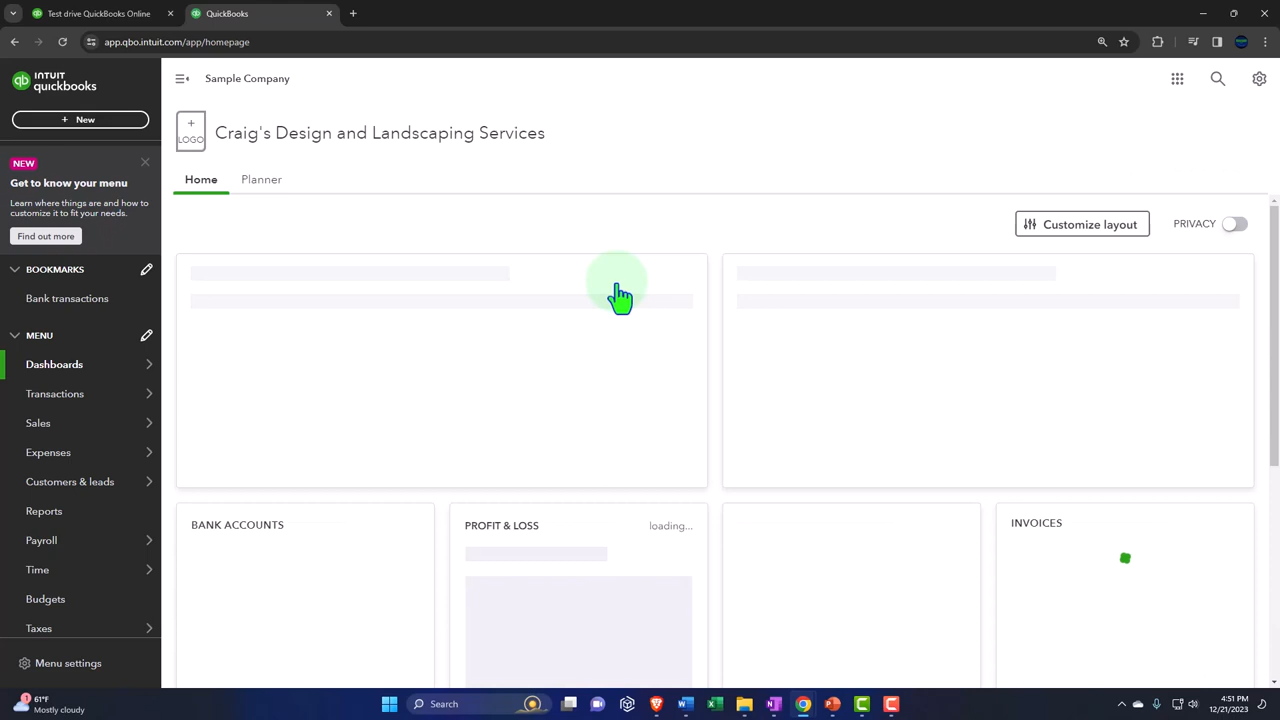 Test drive QuickBooks Online
QuickBooks
app.qbo.intuit.com/app/homepage
qb
INTUIT
quickbooks
+ New
NEW
Get to know your menu
Learn where things are and how to
customize it to fit your needs.
Find out more
BOOKMARKS
Bank transactions
MENU
Dashboards
Transactions
Sales
Expenses
Customers & leads
Reports
Payroll
Time
Budgets
Taxes
Menu settings
Sample Company
+
LOGO
Craig's Design and Landscaping Services
Home
Planner
Customize layout
PRIVACY
BANK ACCOUNTS
PROFIT & LOSS
loading...
INVOICES
1
61°F
Mostly cloudy
Search
4:51 PM
12/21/2023